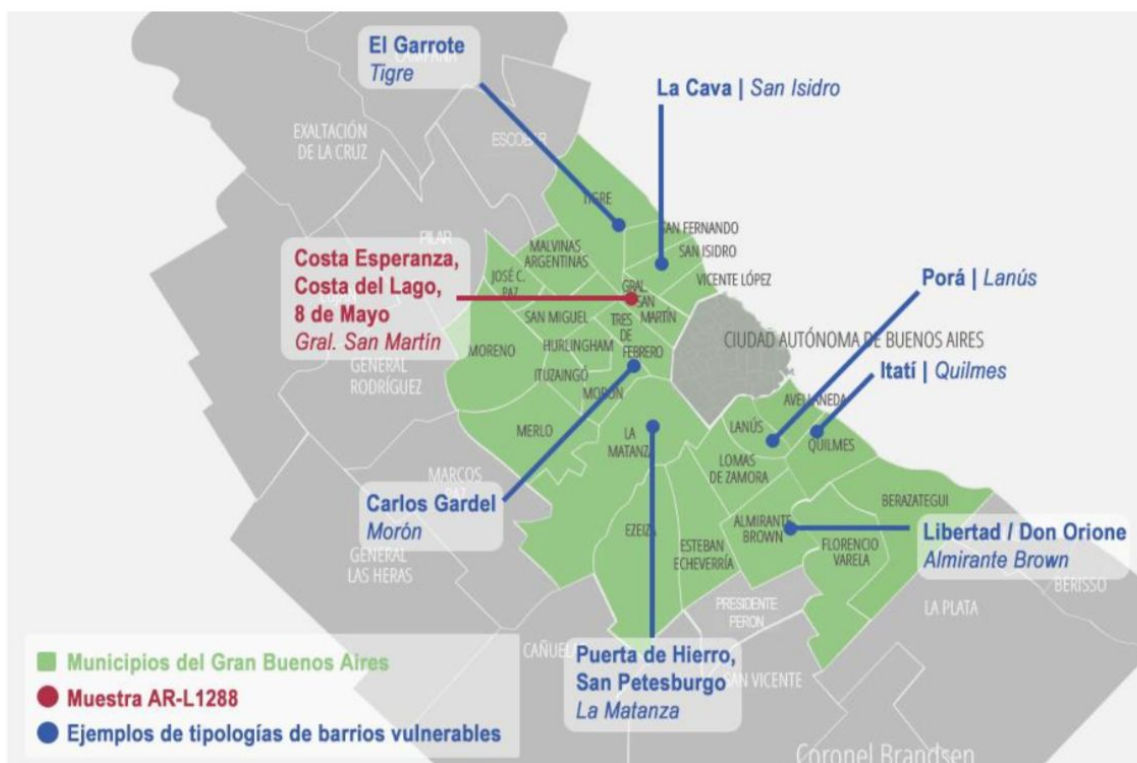 El Garrote
Tigre
CAMPANA
La Cava | San Isidro
EXALTACIÓN
DE LA CRUZ
ESCOBAR
TIGRE
SAN FERNANDO
PILAR
MALVINAS
ARGENTINAS
SAN ISIDRO
Costa Esperanza,
Costa del Lago,
8 de Mayo
Gral. San Martín
JOSÉ C.
PAZ
GRAL.
SAN
MARTÍN
VICENTE LÓPEZ
Porá | Lanús
LUJÁN
SAN MIGUEL
TRES
DE
FEBRERO
CIUDAD AUTÓNOMA DE BUENOS AIRES
MORENO
HURLINGHAM
GENERAL
RODRÍGUEZ
ITUZAINGÓ
Itatí | Quilmes
MORÓN
AVELLANEDA
MERLO
LA
MATANZA
LANÚS
QUILMES
LOMAS
DE ZAMORA
MARCOS
PAZ
BERAZATEGUI
Carlos Gardel
Morón
EZEIZA
ALMIRANTE
BROWN
Libertad / Don Orione
Almirante Brown
GENERAL
LAS HERAS
ESTEBAN
ECHEVERRÍA
FLORENCIO
VARELA
BERISSO
PRESIDENTE
PERON
LA PLATA
CAÑUELAS
Puerta de Hierro,
San Petesburgo
La Matanza
SAN VICENTE
Municipios del Gran Buenos Aires
Muestra AR-L1288
Ejemplos de tipologías de barrios vulnerables
Coronel Brandsen